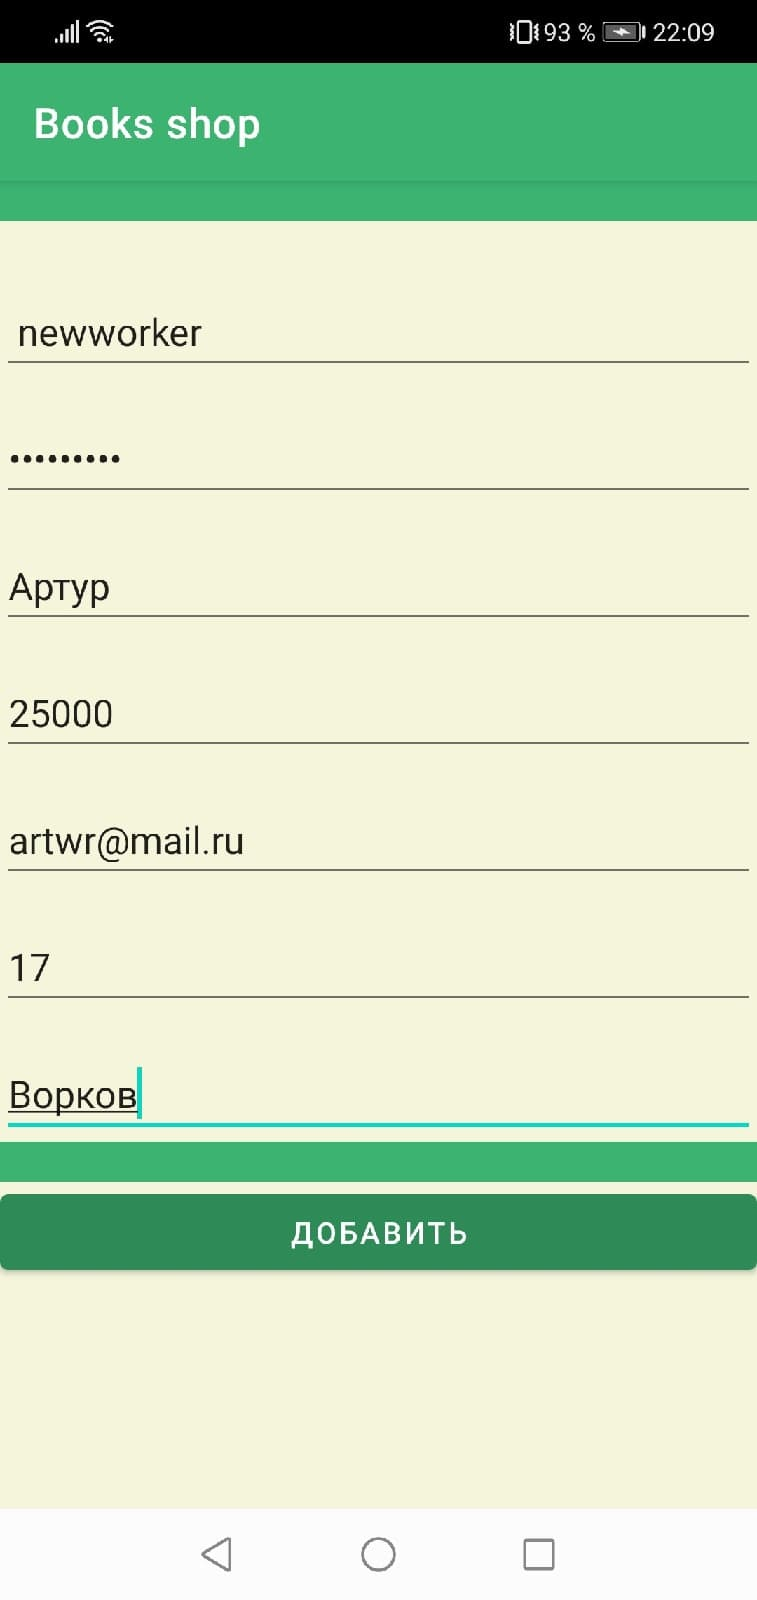 93 % 22:09
Books shop
newworker
•••••••••
Артур
25000
artwr@mail.ru
17
Ворков
ДОБАВИТЬ